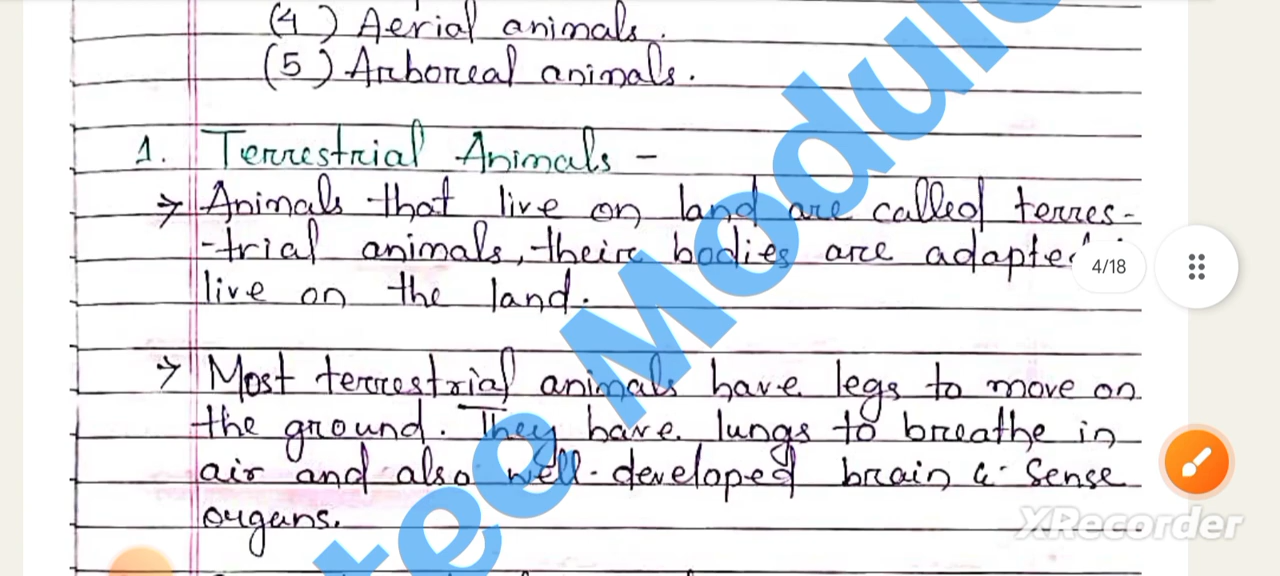 (4) Aerial animals.
(5) Arboreal animals.
1. Terrestrial Animals -
→ Animals that live on land are called terres-
-trial animals, their bodies are
live on the land.
→ Most terrestrial animals have legs to move on
the ground. They have lungs to breathe in
air and also well-developed brain & sense
organs.
4/18
XRecorder